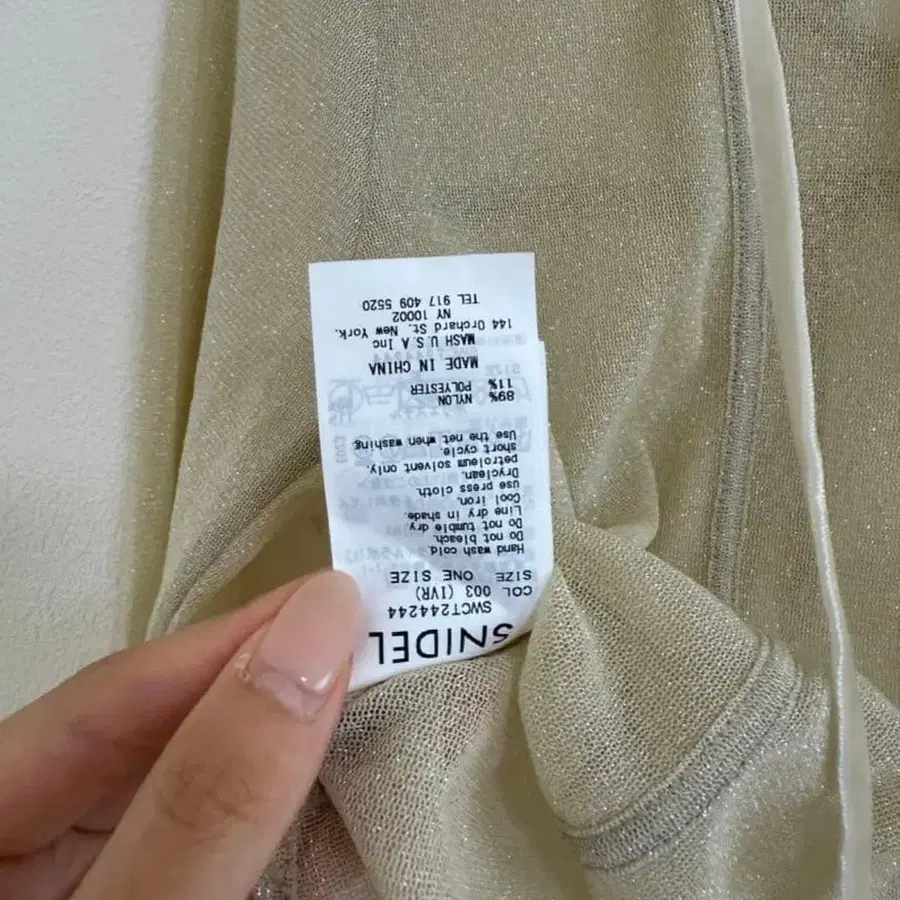 SNIDEL
SWCT244244
COL 003 (IVR)
SIZE ONE SIZE
Hand wash cold.
Do not bleach.
Do not tumble dry.
Line dry in shade.
Cool iron.
use press cloth.
Dryclean.
petroleum solvent only.
short cycle.
Use the net when washing
89% NYLON
11% POLYESTER
MADE IN CHINA
MASH U.S.A Inc
144 Orchard St. New York.
NY 10002
TEL 917 409 5520